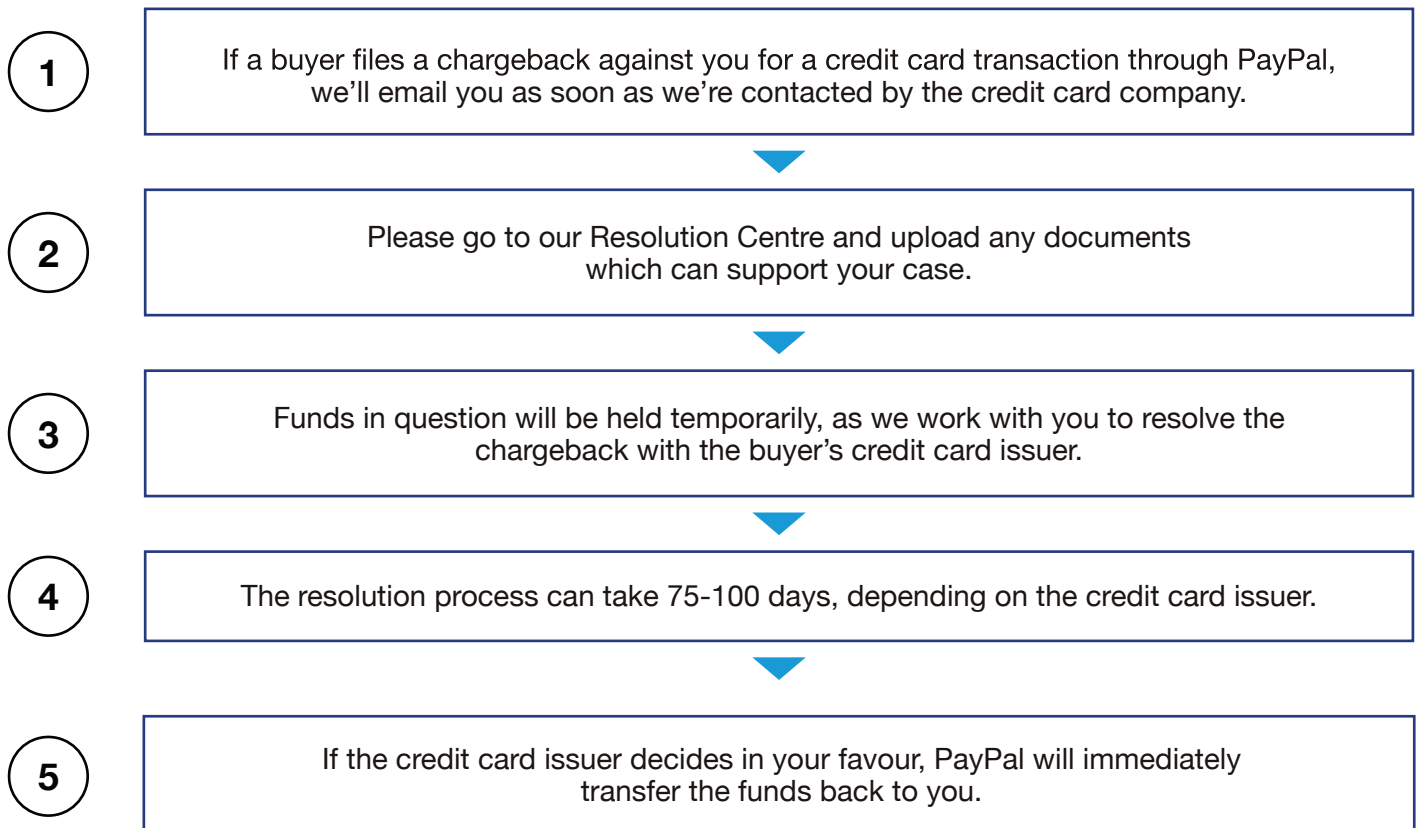 1
If a buyer files a chargeback against you for a credit card transaction through PayPal,
we’ll email you as soon as we’re contacted by the credit card company.
2
Please go to our Resolution Centre and upload any documents
which can support your case.
3
Funds in question will be held temporarily, as we work with you to resolve the
chargeback with the buyer’s credit card issuer.
4
The resolution process can take 75-100 days, depending on the credit card issuer.
5
If the credit card issuer decides in your favour, PayPal will immediately
transfer the funds back to you.